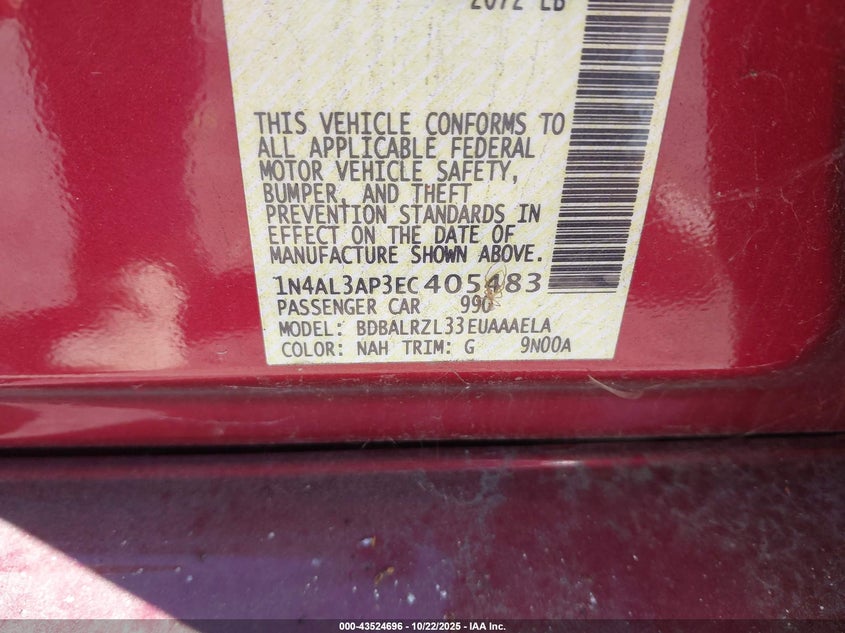 2072 LB
THIS VEHICLE CONFORMS TO
ALL APPLICABLE FEDERAL
MOTOR VEHICLE SAFETY,
BUMPER, AND THEFT
PREVENTION STANDARDS IN
EFFECT ON THE DATE OF
MANUFACTURE SHOWN ABOVE.
1N4AL3AP3EC405483
PASSENGER CAR 990
MODEL: BDBALRZL33EUAAAELA
COLOR: NAH TRIM: G 9N00A
000-43524696 | 10/22/2025 | IAA Inc.